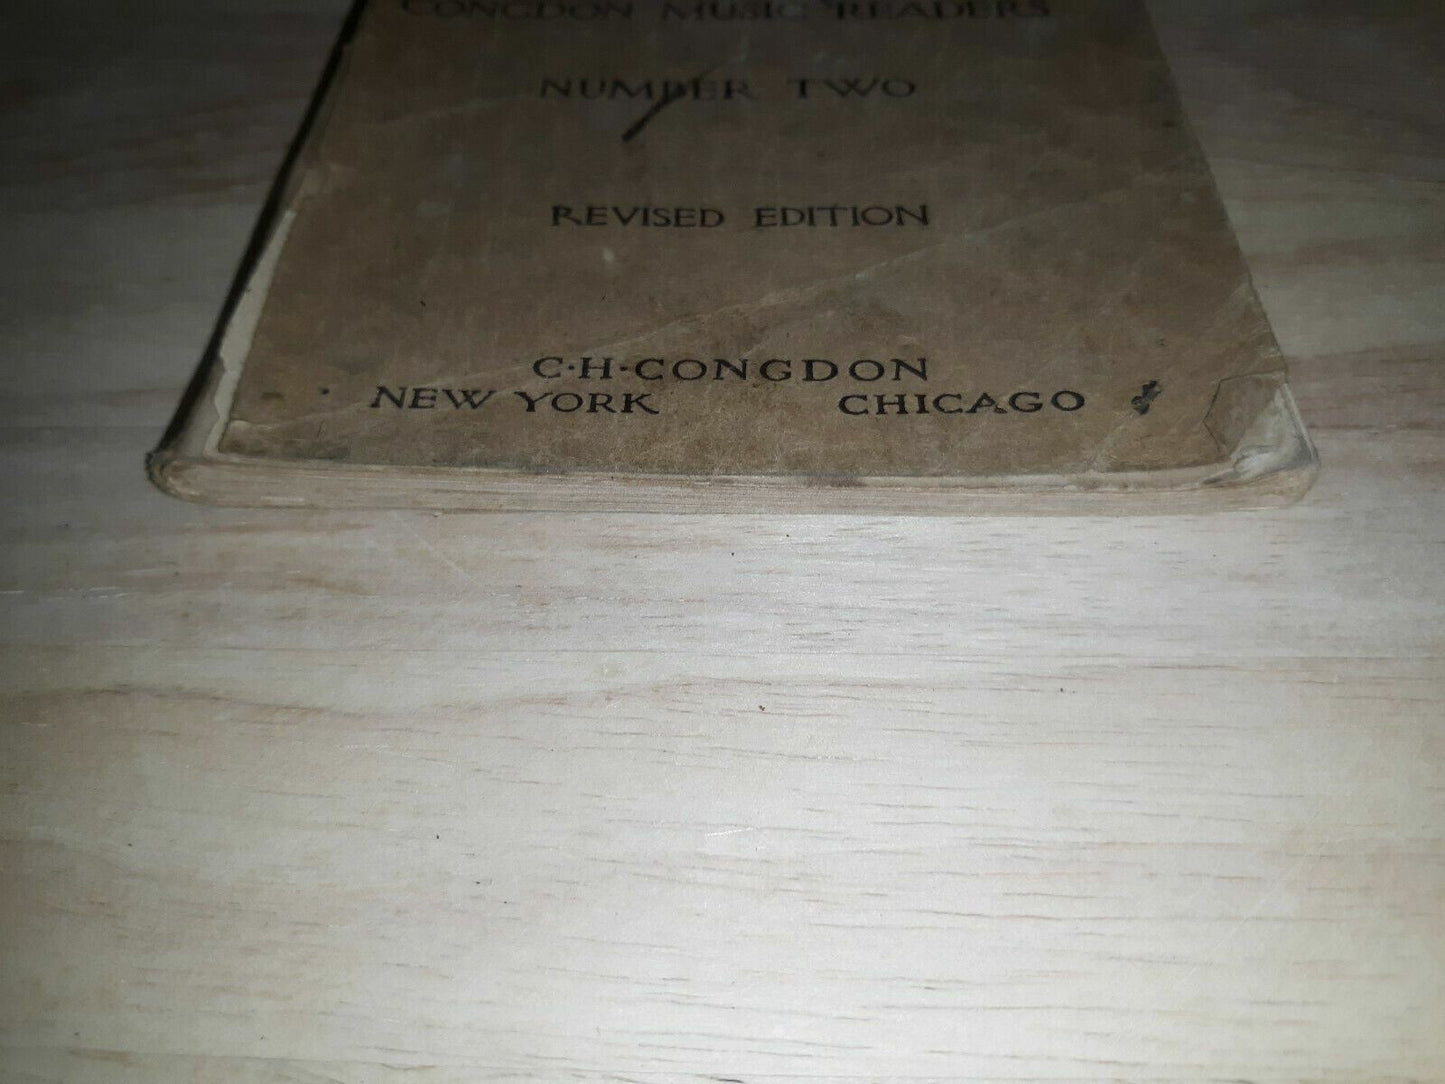 CONGDON MUSIC READERS
NUMBER TWO
REVISED EDITION
C·H·CONGDON
NEW YORK CHICAGO